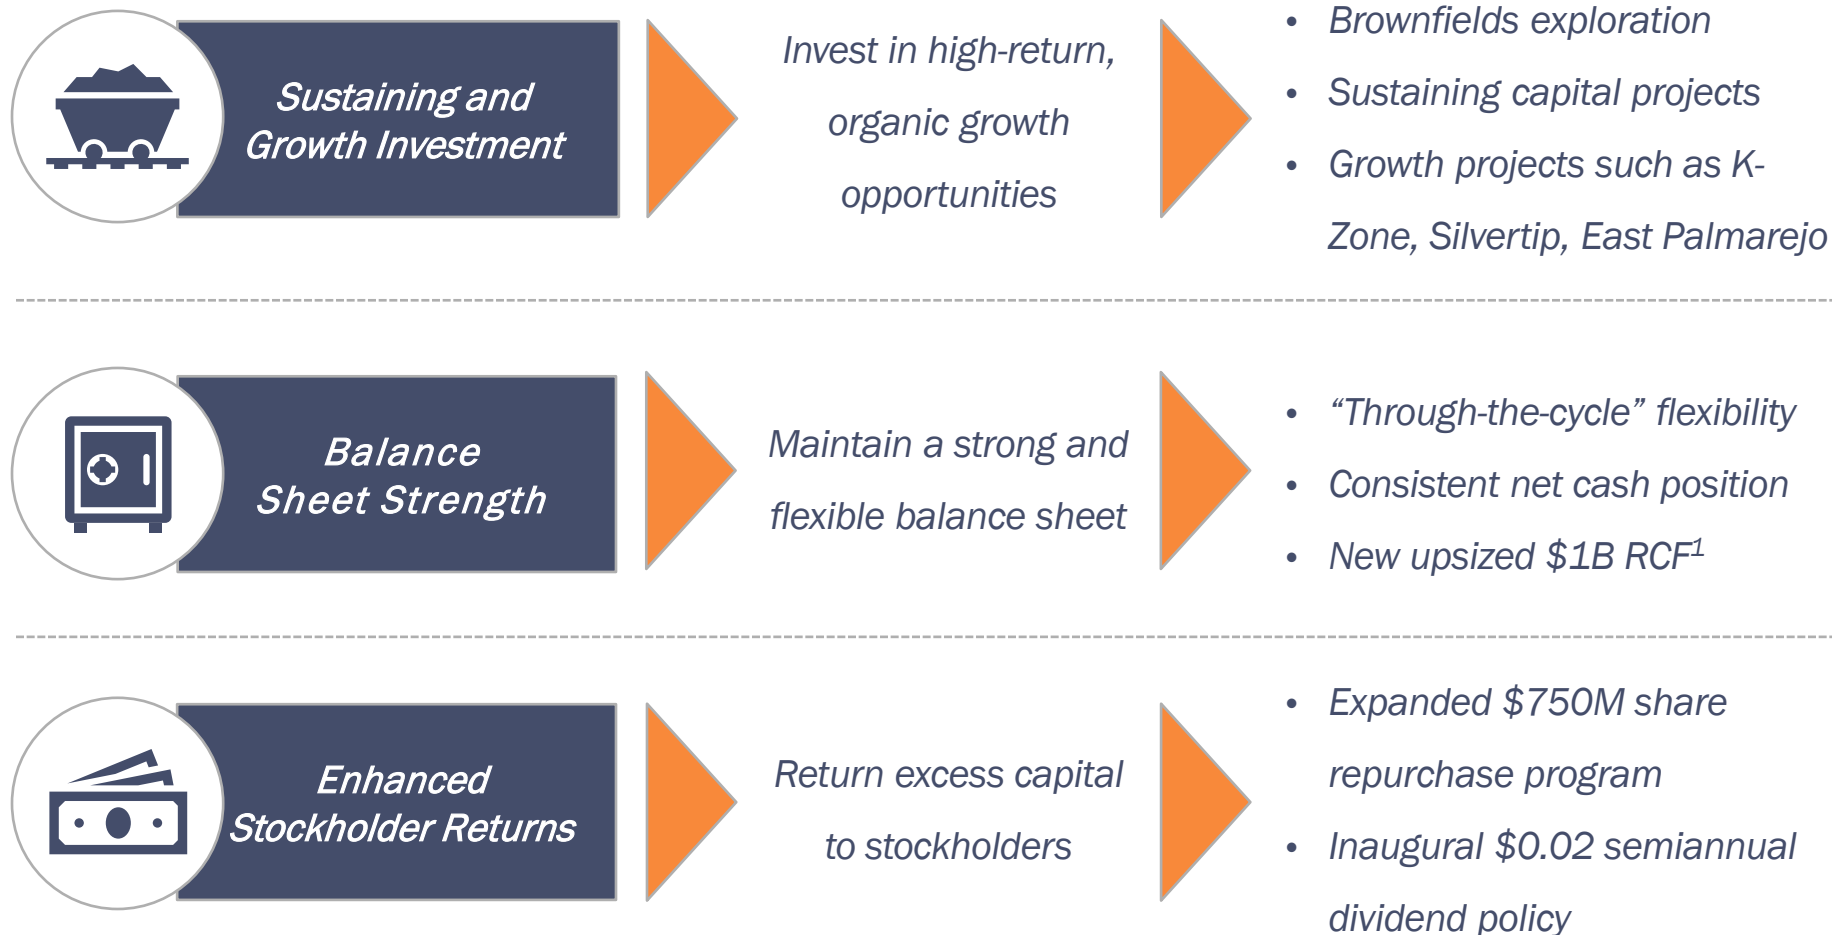 Sustaining and
Growth Investment
Invest in high-return,
organic growth
opportunities
• Brownfields exploration
• Sustaining capital projects
• Growth projects such as K-
Zone, Silvertip, East Palmarejo
Balance
Sheet Strength
Maintain a strong and
flexible balance sheet
• “Through-the-cycle” flexibility
• Consistent net cash position
• New upsized $1B RCF¹
Enhanced
Stockholder Returns
Return excess capital
to stockholders
• Expanded $750M share
repurchase program
• Inaugural $0.02 semiannual
dividend policy